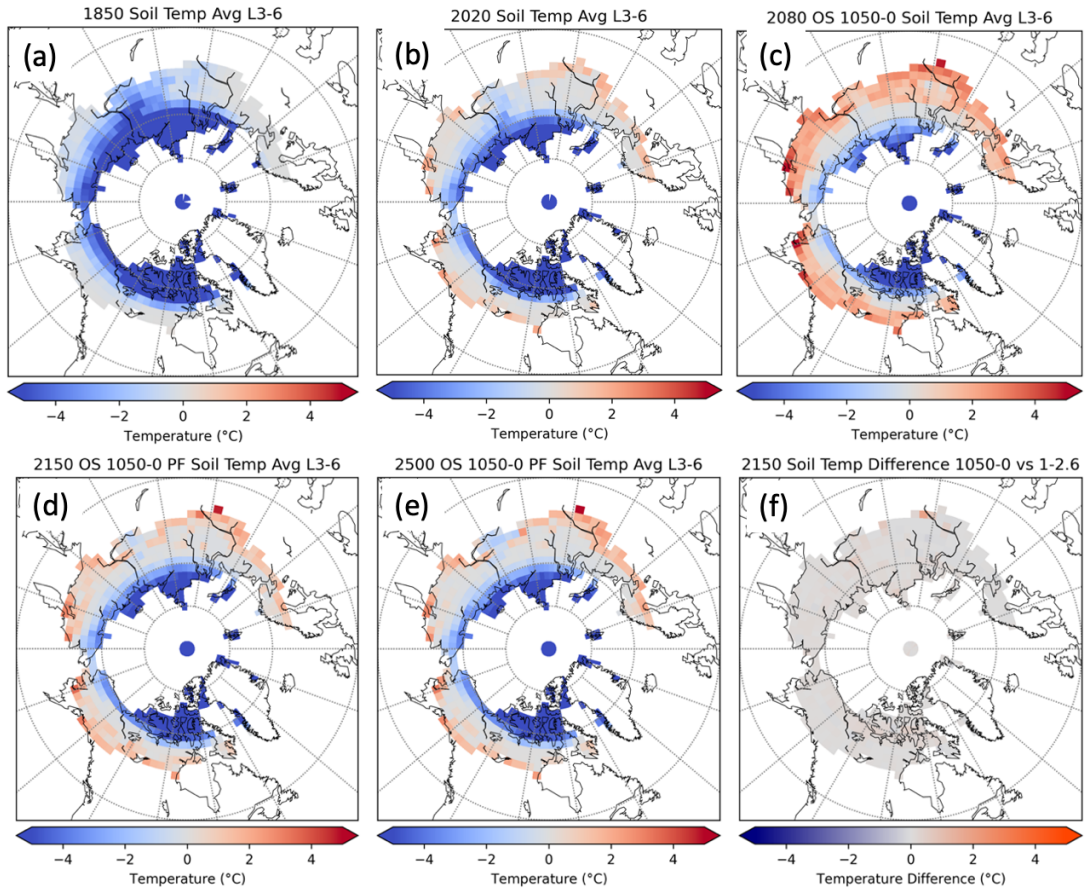 1850 Soil Temp Avg L3-6
2020 Soil Temp Avg L3-6
2080 OS 1050-0 Soil Temp Avg L3-6
(a)
(b)
(c)
−4 −2 0 2 4
−4 −2 0 2 4
−4 −2 0 2 4
Temperature (°C)
Temperature (°C)
Temperature (°C)
2150 OS 1050-0 PF Soil Temp Avg L3-6
2500 OS 1050-0 PF Soil Temp Avg L3-6
2150 Soil Temp Difference 1050-0 vs 1-2.6
(d)
(e)
(f)
−4 −2 0 2 4
−4 −2 0 2 4
−4 −2 0 2 4
Temperature (°C)
Temperature (°C)
Temperature Difference (°C)